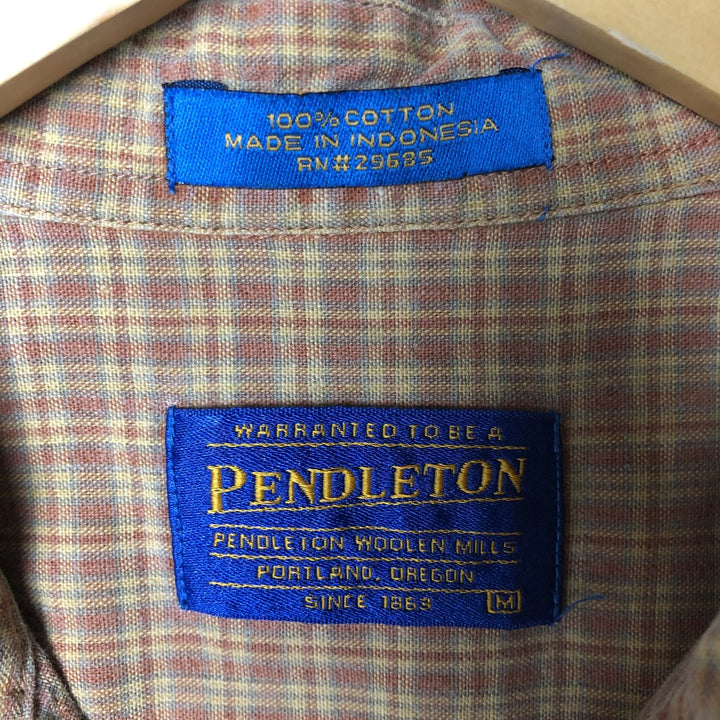 100% COTTON
MADE IN INDONESIA
RN#29685
WARRANTED TO BE A
PENDLETON
PENDLETON WOOLEN MILLS
PORTLAND, OREGON
SINCE 1863 M